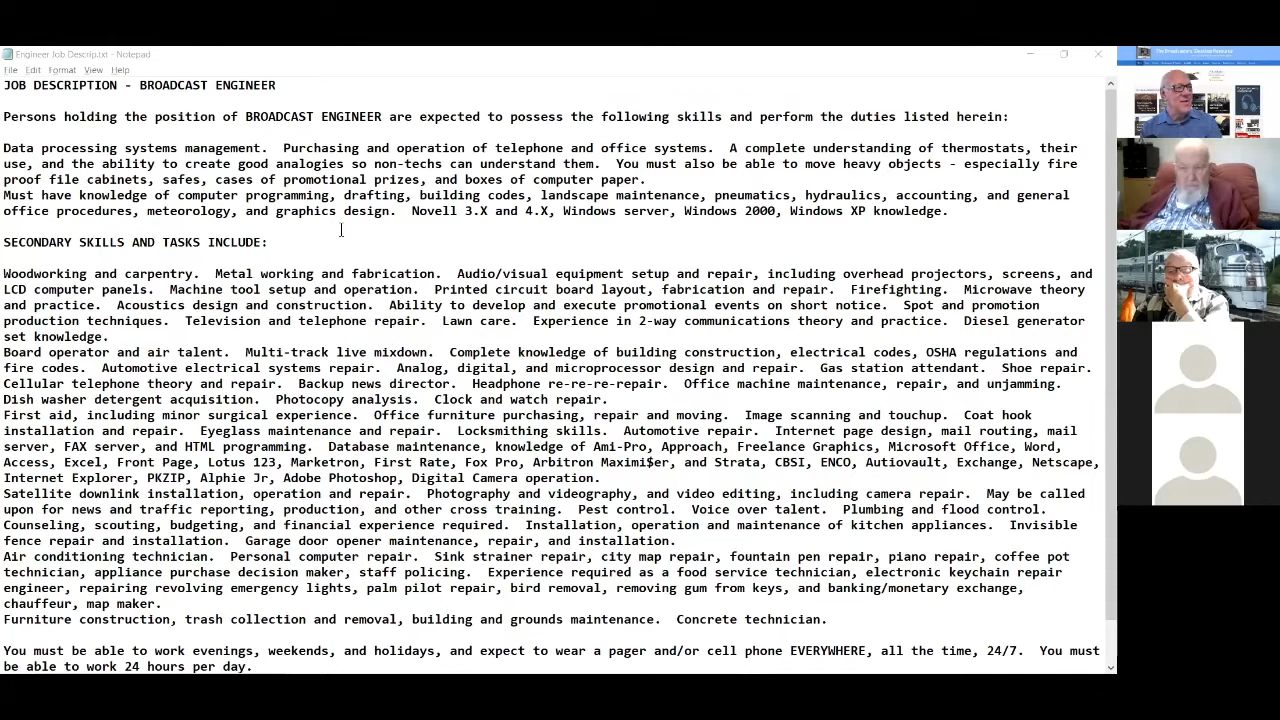 Engineer Job Descrip.txt - Notepad
File Edit Format View Help
JOB DESCRIPTION - BROADCAST ENGINEER
Persons holding the position of BROADCAST ENGINEER are expected to possess the following skills and perform the duties listed herein:
Data processing systems management.  Purchasing and operation of telephone and office systems.  A complete understanding of thermostats, their
use, and the ability to create good analogies so non-techs can understand them.  You must also be able to move heavy objects - especially fire
proof file cabinets, safes, cases of promotional prizes, and boxes of computer paper.
Must have knowledge of computer programming, drafting, building codes, landscape maintenance, pneumatics, hydraulics, accounting, and general
office procedures, meteorology, and graphics design.  Novell 3.X and 4.X, Windows server, Windows 2000, Windows XP knowledge.
SECONDARY SKILLS AND TASKS INCLUDE:
Woodworking and carpentry.  Metal working and fabrication.  Audio/visual equipment setup and repair, including overhead projectors, screens, and
LCD computer panels.  Machine tool setup and operation.  Printed circuit board layout, fabrication and repair.  Firefighting.  Microwave theory
and practice.  Acoustics design and construction.  Ability to develop and execute promotional events on short notice.  Spot and promotion
production techniques.  Television and telephone repair.  Lawn care.  Experience in 2-way communications theory and practice.  Diesel generator
set knowledge.
Board operator and air talent.  Multi-track live mixdown.  Complete knowledge of building construction, electrical codes, OSHA regulations and
fire codes.  Automotive electrical systems repair.  Analog, digital, and microprocessor design and repair.  Gas station attendant.  Shoe repair.
Cellular telephone theory and repair.  Backup news director.  Headphone re-re-re-repair.  Office machine maintenance, repair, and unjamming.
Dish washer detergent acquisition.  Photocopy analysis.  Clock and watch repair.
First aid, including minor surgical experience.  Office furniture purchasing, repair and moving.  Image scanning and touchup.  Coat hook
installation and repair.  Eyeglass maintenance and repair.  Locksmithing skills.  Automotive repair.  Internet page design, mail routing, mail
server, FAX server, and HTML programming.  Database maintenance, knowledge of Ami-Pro, Approach, Freelance Graphics, Microsoft Office, Word,
Access, Excel, Front Page, Lotus 123, Marketron, First Rate, Fox Pro, Arbitron Maximi$er, and Strata, CBSI, ENCO, Autiovault, Exchange, Netscape,
Internet Explorer, PKZIP, Alphie Jr, Adobe Photoshop, Digital Camera operation.
Satellite downlink installation, operation and repair.  Photography and videography, and video editing, including camera repair.  May be called
upon for news and traffic reporting, production, and other cross training.  Pest control.  Voice over talent.  Plumbing and flood control.
Counseling, scouting, budgeting, and financial experience required.  Installation, operation and maintenance of kitchen appliances.  Invisible
fence repair and installation.  Garage door opener maintenance, repair, and installation.
Air conditioning technician.  Personal computer repair.  Sink strainer repair, city map repair, fountain pen repair, piano repair, coffee pot
technician, appliance purchase decision maker, staff policing.  Experience required as a food service technician, electronic keychain repair
engineer, repairing revolving emergency lights, palm pilot repair, bird removal, removing gum from keys, and banking/monetary exchange,
chauffeur, map maker.
Furniture construction, trash collection and removal, building and grounds maintenance.  Concrete technician.
You must be able to work evenings, weekends, and holidays, and expect to wear a pager and/or cell phone EVERYWHERE, all the time, 24/7.  You must
be able to work 24 hours per day.